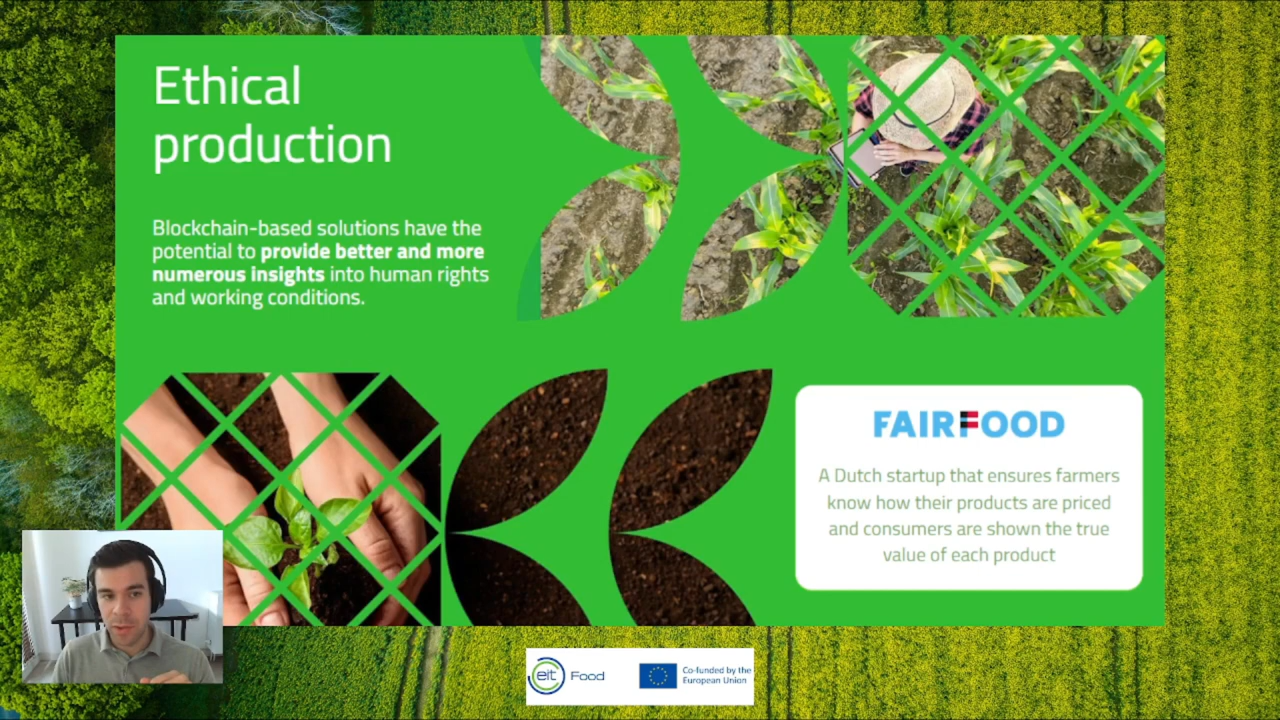 Ethical
production
Blockchain-based solutions have the
potential to provide better and more
numerous insights into human rights
and working conditions.
FAIRFOOD
A Dutch startup that ensures farmers
know how their products are priced
and consumers are shown the true
value of each product
eit Food
Co-funded by the
European Union